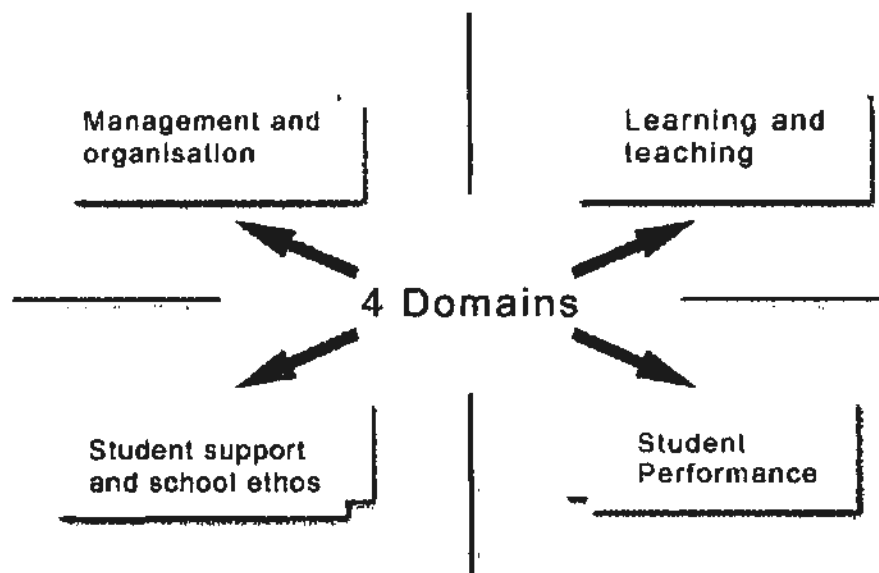 Management and
organisation
Learning and
teaching
4 Domains
Student support
and school ethos
Student
Performance